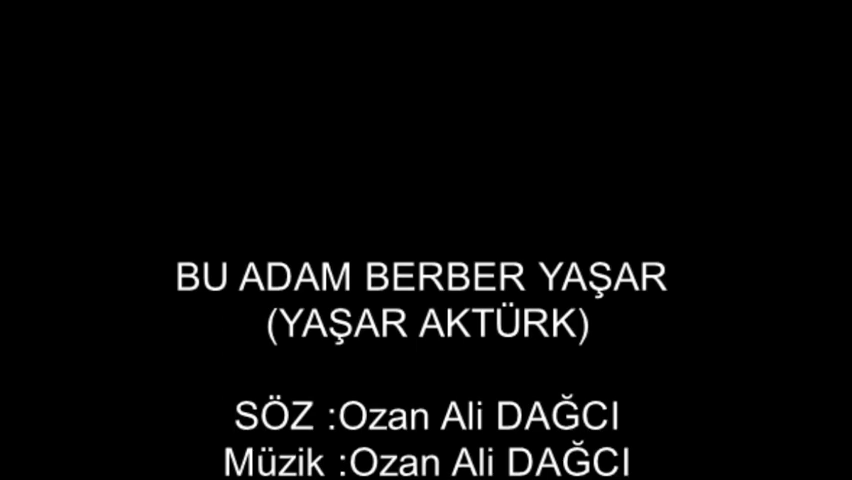 BU ADAM BERBER YAŞAR
(YAŞAR AKTÜRK)
SÖZ :Ozan Ali DAĞCI
Müzik :Ozan Ali DAĞCI